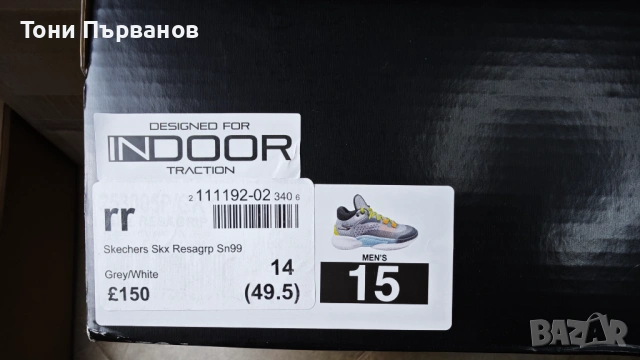 Тони Първанов
DESIGNED FOR
INDOOR
TRACTION
rr
2 111192-02 340 6
Skechers Skx Resagrp Sn99
Grey/White
14
£150
(49.5)
MEN'S
15
BAZAR